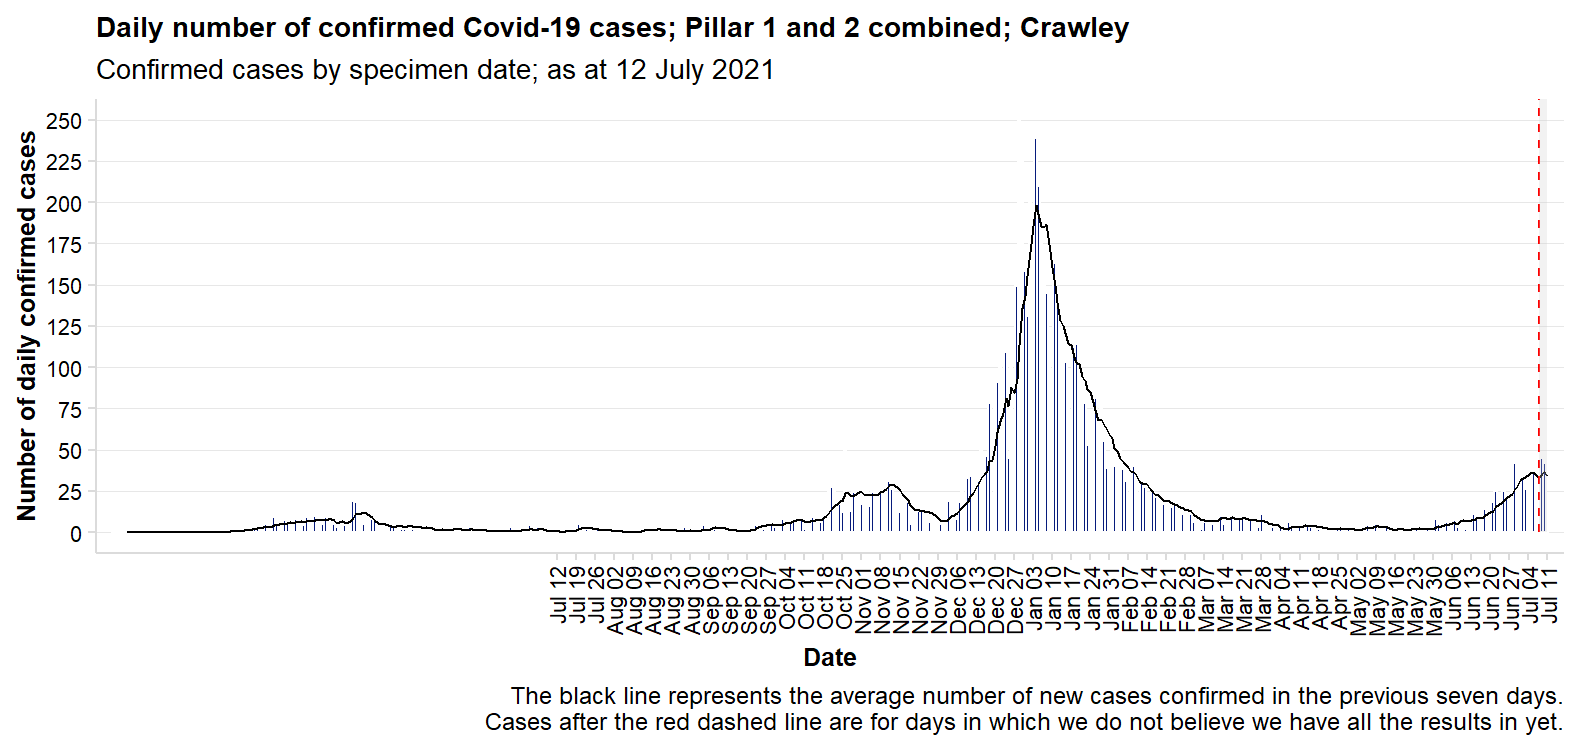 Daily number of confirmed Covid-19 cases; Pillar 1 and 2 combined; Crawley
Confirmed cases by specimen date; as at 12 July 2021
Number of daily confirmed cases
250
225
200
175
150
125
100
75
50
25
0
Jul 12
Jul 19
Jul 26
Aug 02
Aug 09
Aug 16
Aug 23
Aug 30
Sep 06
Sep 13
Sep 20
Sep 27
Oct 04
Oct 11
Oct 18
Oct 25
Nov 01
Nov 08
Nov 15
Nov 22
Nov 29
Dec 06
Dec 13
Dec 20
Dec 27
Jan 03
Jan 10
Jan 17
Jan 24
Jan 31
Feb 07
Feb 14
Feb 21
Feb 28
Mar 07
Mar 14
Mar 21
Mar 28
Apr 04
Apr 11
Apr 18
Apr 25
May 02
May 09
May 16
May 23
May 30
Jun 06
Jun 13
Jun 20
Jun 27
Jul 04
Jul 11
Date
The black line represents the average number of new cases confirmed in the previous seven days.
Cases after the red dashed line are for days in which we do not believe we have all the results in yet.